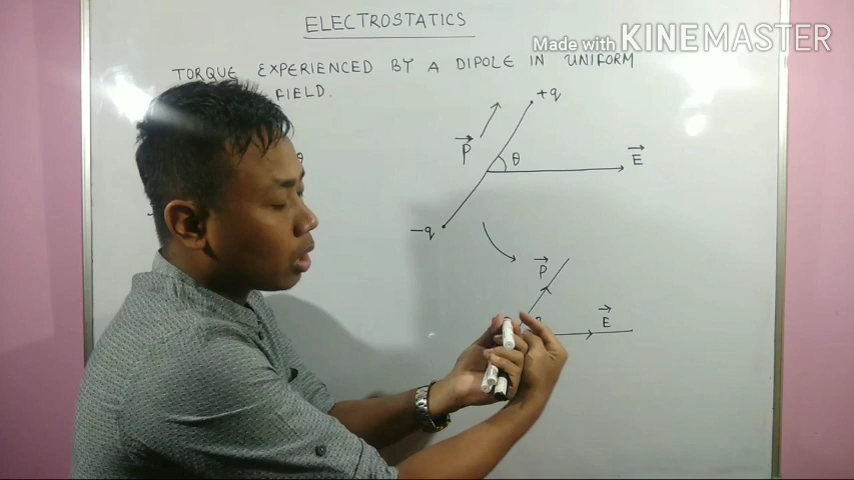 ELECTROSTATICS
Made with KINEMASTER
TORQUE EXPERIENCED BY A DIPOLE IN UNIFORM
FIELD.
+q
P
θ
E
-q
P
E